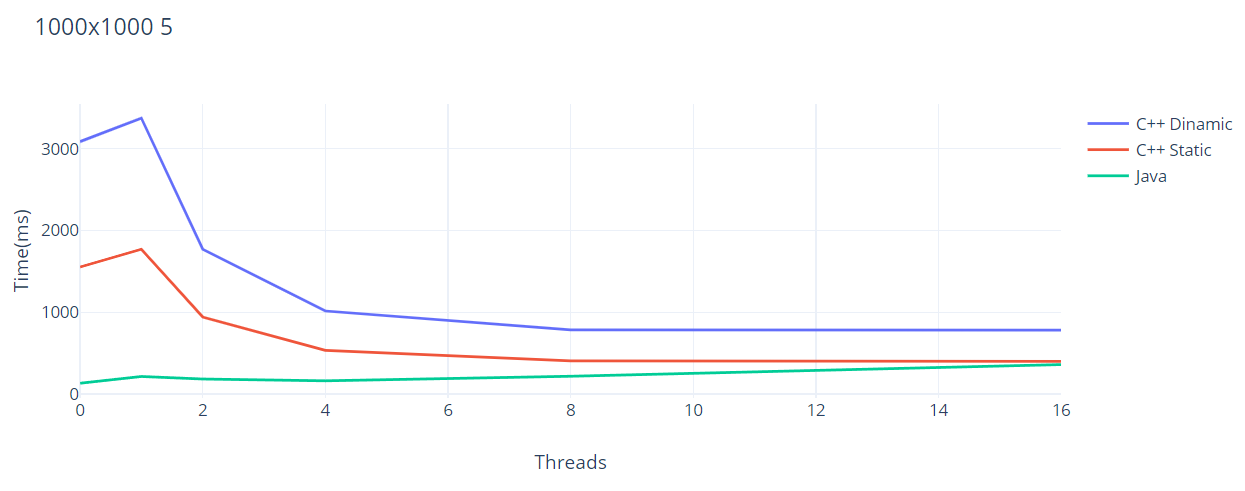 1000x1000 5
Time(ms)
3000
2000
1000
0
0 2 4 6 8 10 12 14 16
Threads
C++ Dinamic
C++ Static
Java